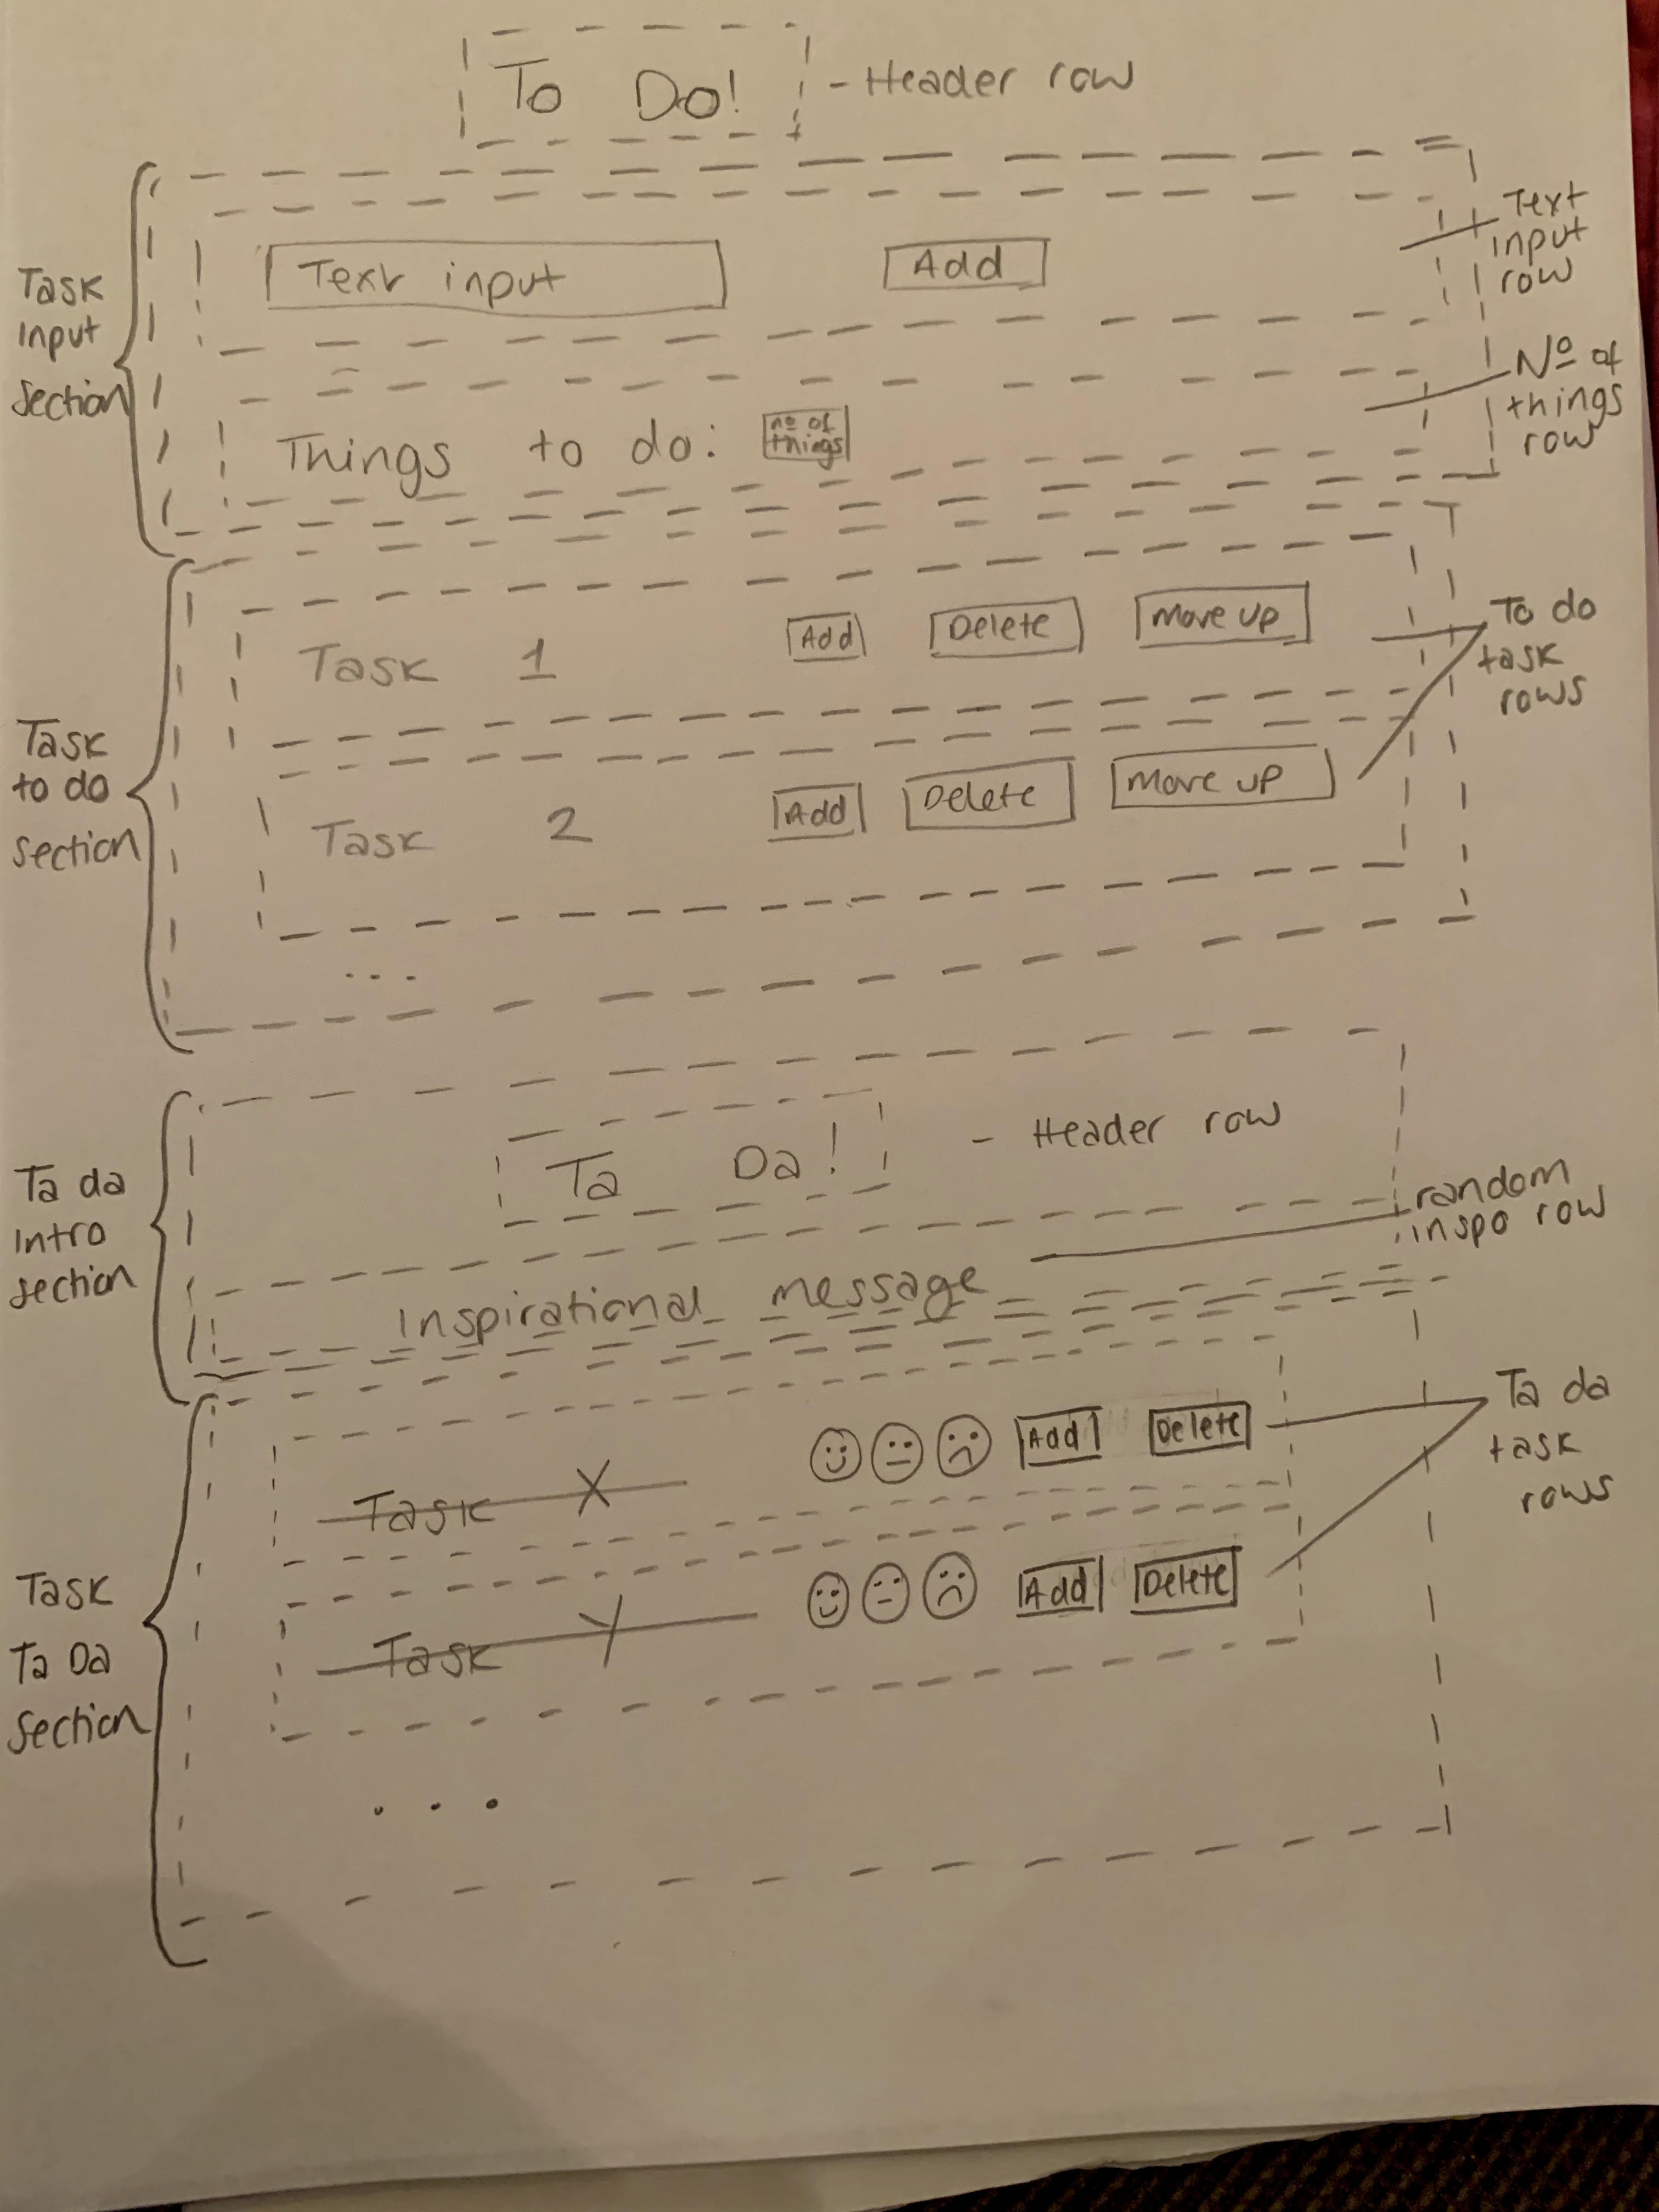 To Do! - Header row
Text
input
row
Text input Add
Task
Input
Section
Nº of
things
row
Things to do: nº of
things
Task 1 Add Delete Move up
To do
task
rows
Task
to do
section
Task 2 Add Delete Move up
...
Ta Da! - Header row
Ta da
Intro
section
random
inspo row
Inspirational message
Task X Add Delete
Ta da
task
rows
Task Y Add Delete
Task
Ta Da
Section
...